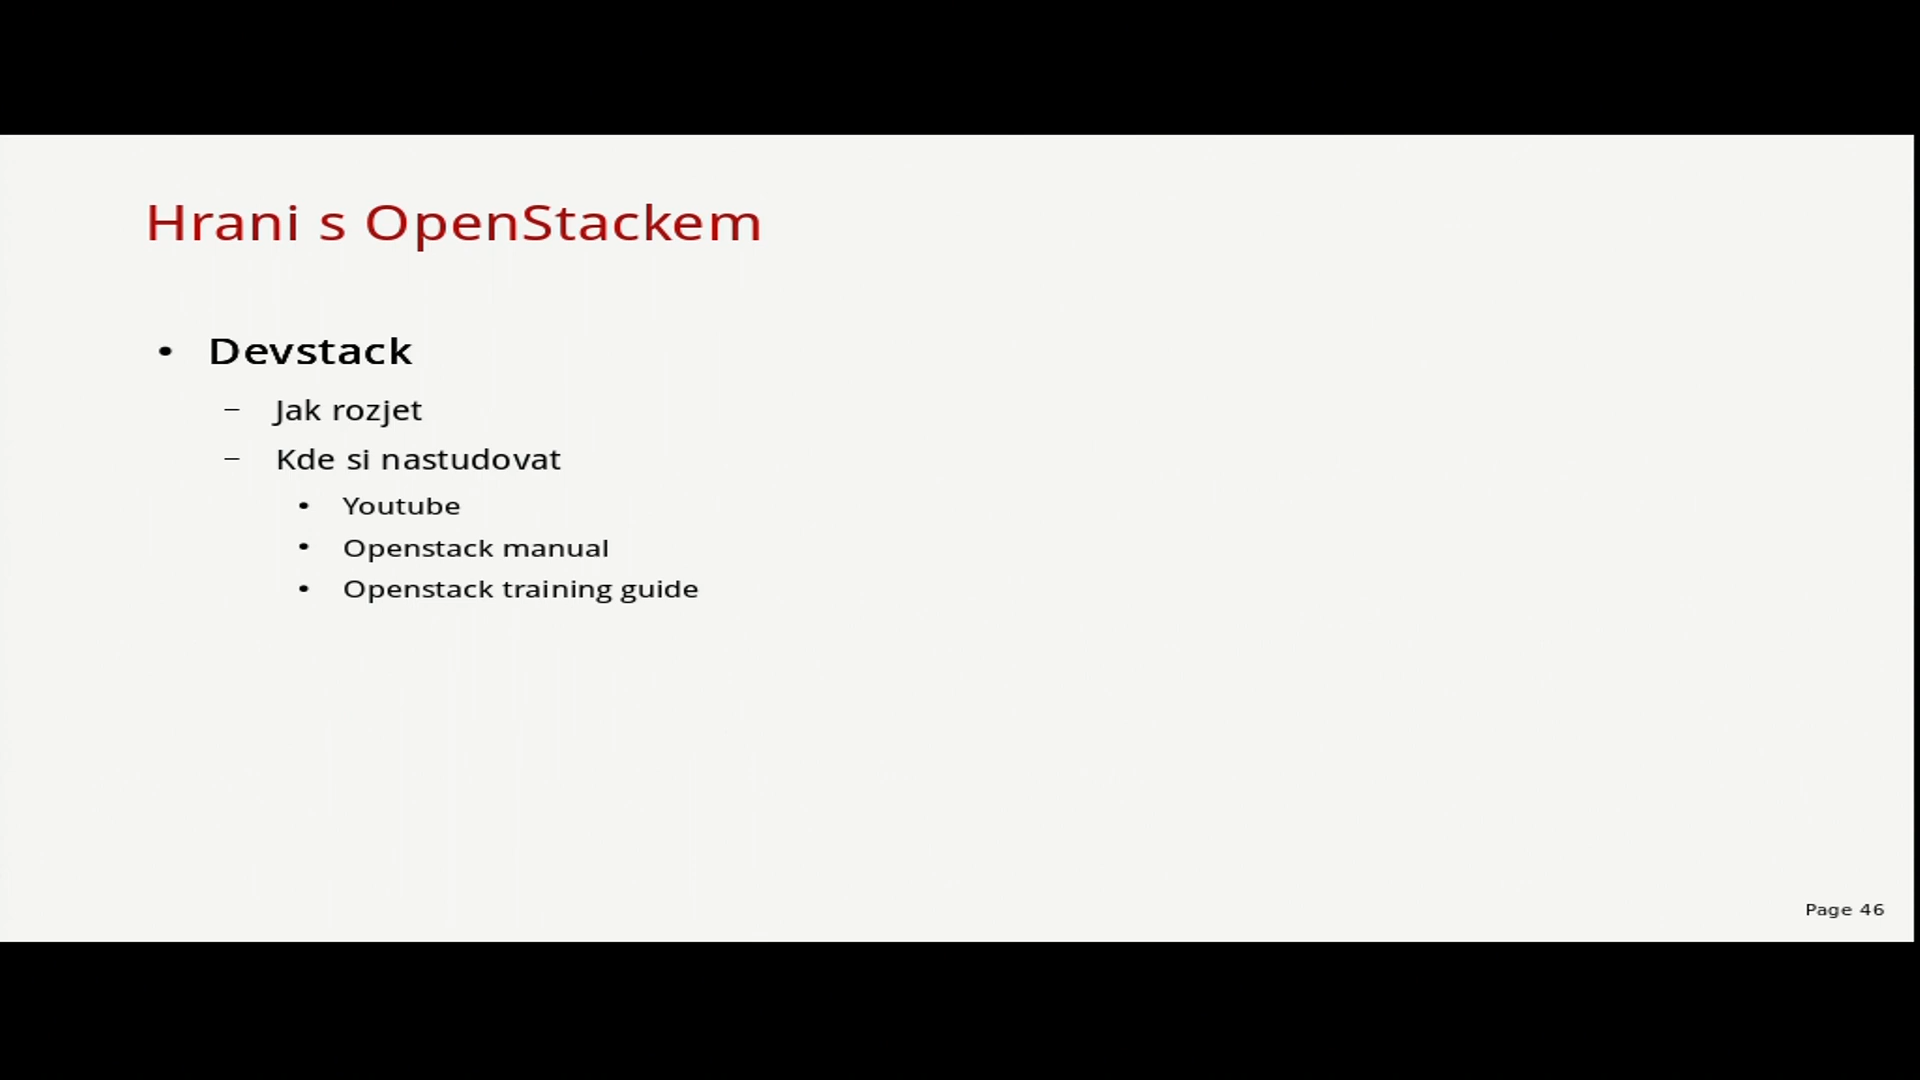 Hrani s OpenStackem
• Devstack
– Jak rozjet
– Kde si nastudovat
• Youtube
• Openstack manual
• Openstack training guide
Page 46